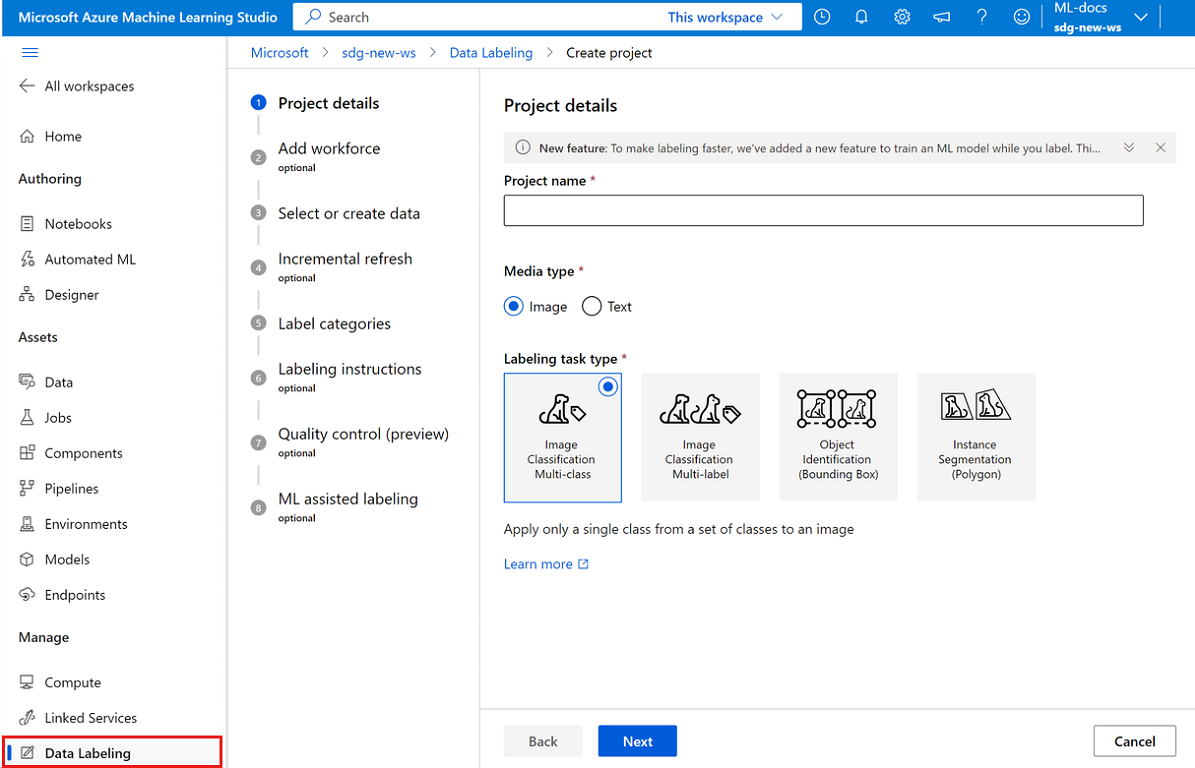 Microsoft Azure Machine Learning Studio
Search
This workspace
ML-docs
sdg-new-ws
All workspaces
Home
Authoring
Notebooks
Automated ML
Designer
Assets
Data
Jobs
Components
Pipelines
Environments
Models
Endpoints
Manage
Compute
Linked Services
Data Labeling
Microsoft > sdg-new-ws > Data Labeling > Create project
1 Project details
2 Add workforce
optional
3 Select or create data
4 Incremental refresh
optional
5 Label categories
6 Labeling instructions
optional
7 Quality control (preview)
optional
8 ML assisted labeling
optional
Project details
New feature: To make labeling faster, we've added a new feature to train an ML model while you label. Thi...
Project name *
Media type *
Image
Text
Labeling task type *
Image
Classification
Multi-class
Image
Classification
Multi-label
Object
Identification
(Bounding Box)
Instance
Segmentation
(Polygon)
Apply only a single class from a set of classes to an image
Learn more
Back
Next
Cancel